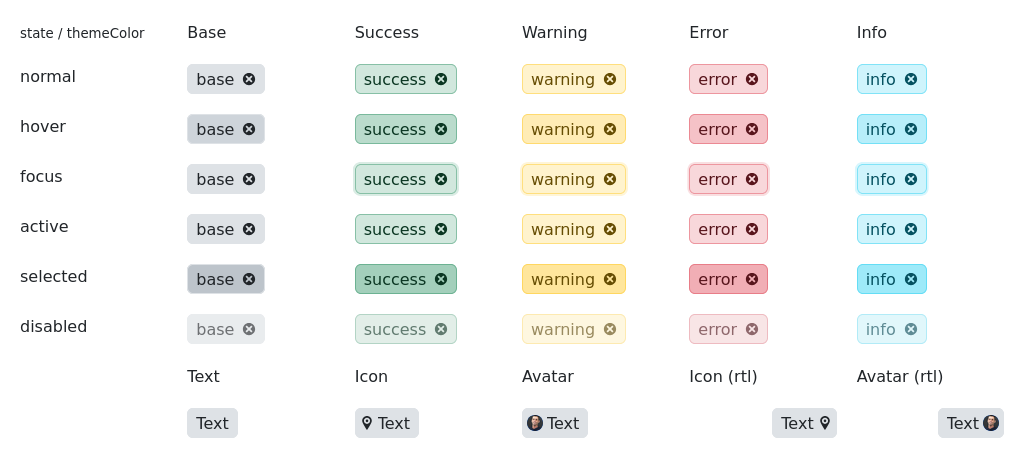 state / themeColor Base Success Warning Error Info
normal base success warning error info
hover base success warning error info
focus base success warning error info
active base success warning error info
selected base success warning error info
disabled base success warning error info
Text Icon Avatar Icon (rtl) Avatar (rtl)
Text Text Text Text Text